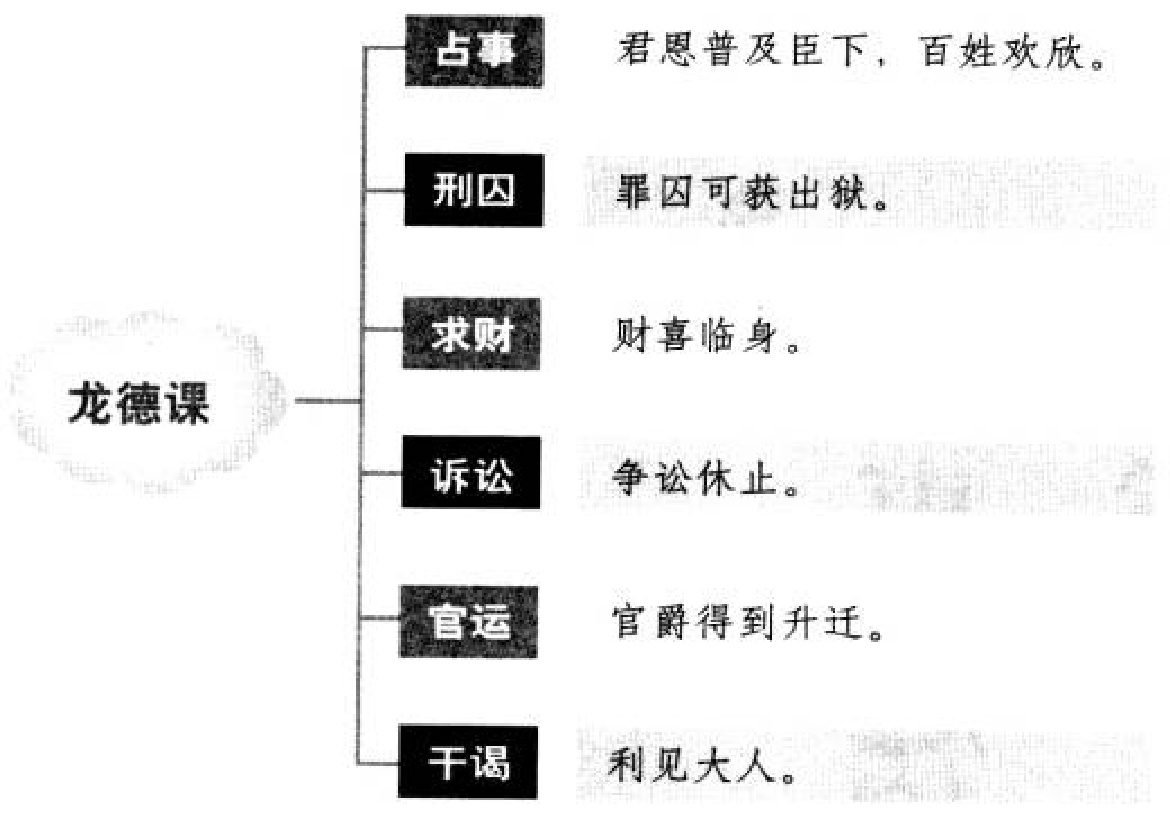 占事 君恩普及臣下，百姓欢欣。
刑囚 罪囚可获出狱。
求财 财喜临身。
龙德课
诉讼 争讼休止。
官运 官爵得到升迁。
干谒 利见大人。